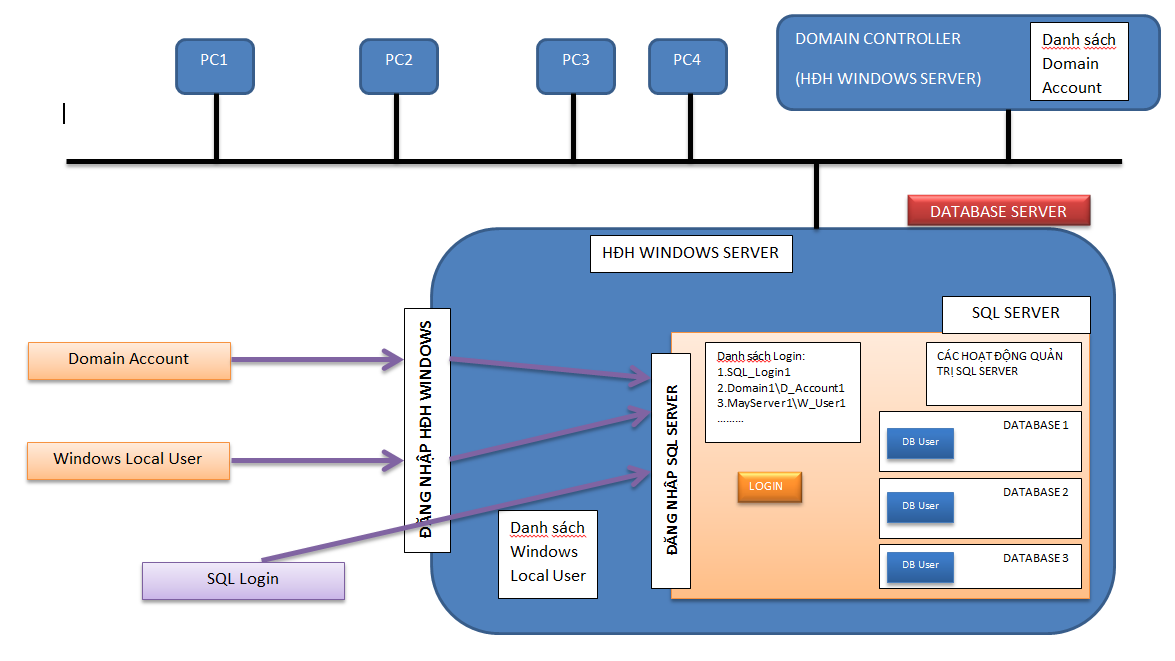 PC1
PC2
PC3
PC4
DOMAIN CONTROLLER
(HĐH WINDOWS SERVER)
Danh sách
Domain
Account
DATABASE SERVER
HĐH WINDOWS SERVER
SQL SERVER
Domain Account
Windows Local User
SQL Login
ĐĂNG NHẬP HĐH WINDOWS
Danh sách
Windows
Local User
ĐĂNG NHẬP SQL SERVER
Danh sách Login:
1.SQL_Login1
2.Domain1\D_Account1
3.MayServer1\W_User1
.........
LOGIN
CÁC HOẠT ĐỘNG QUẢN
TRỊ SQL SERVER
DATABASE 1
DB User
DATABASE 2
DB User
DATABASE 3
DB User